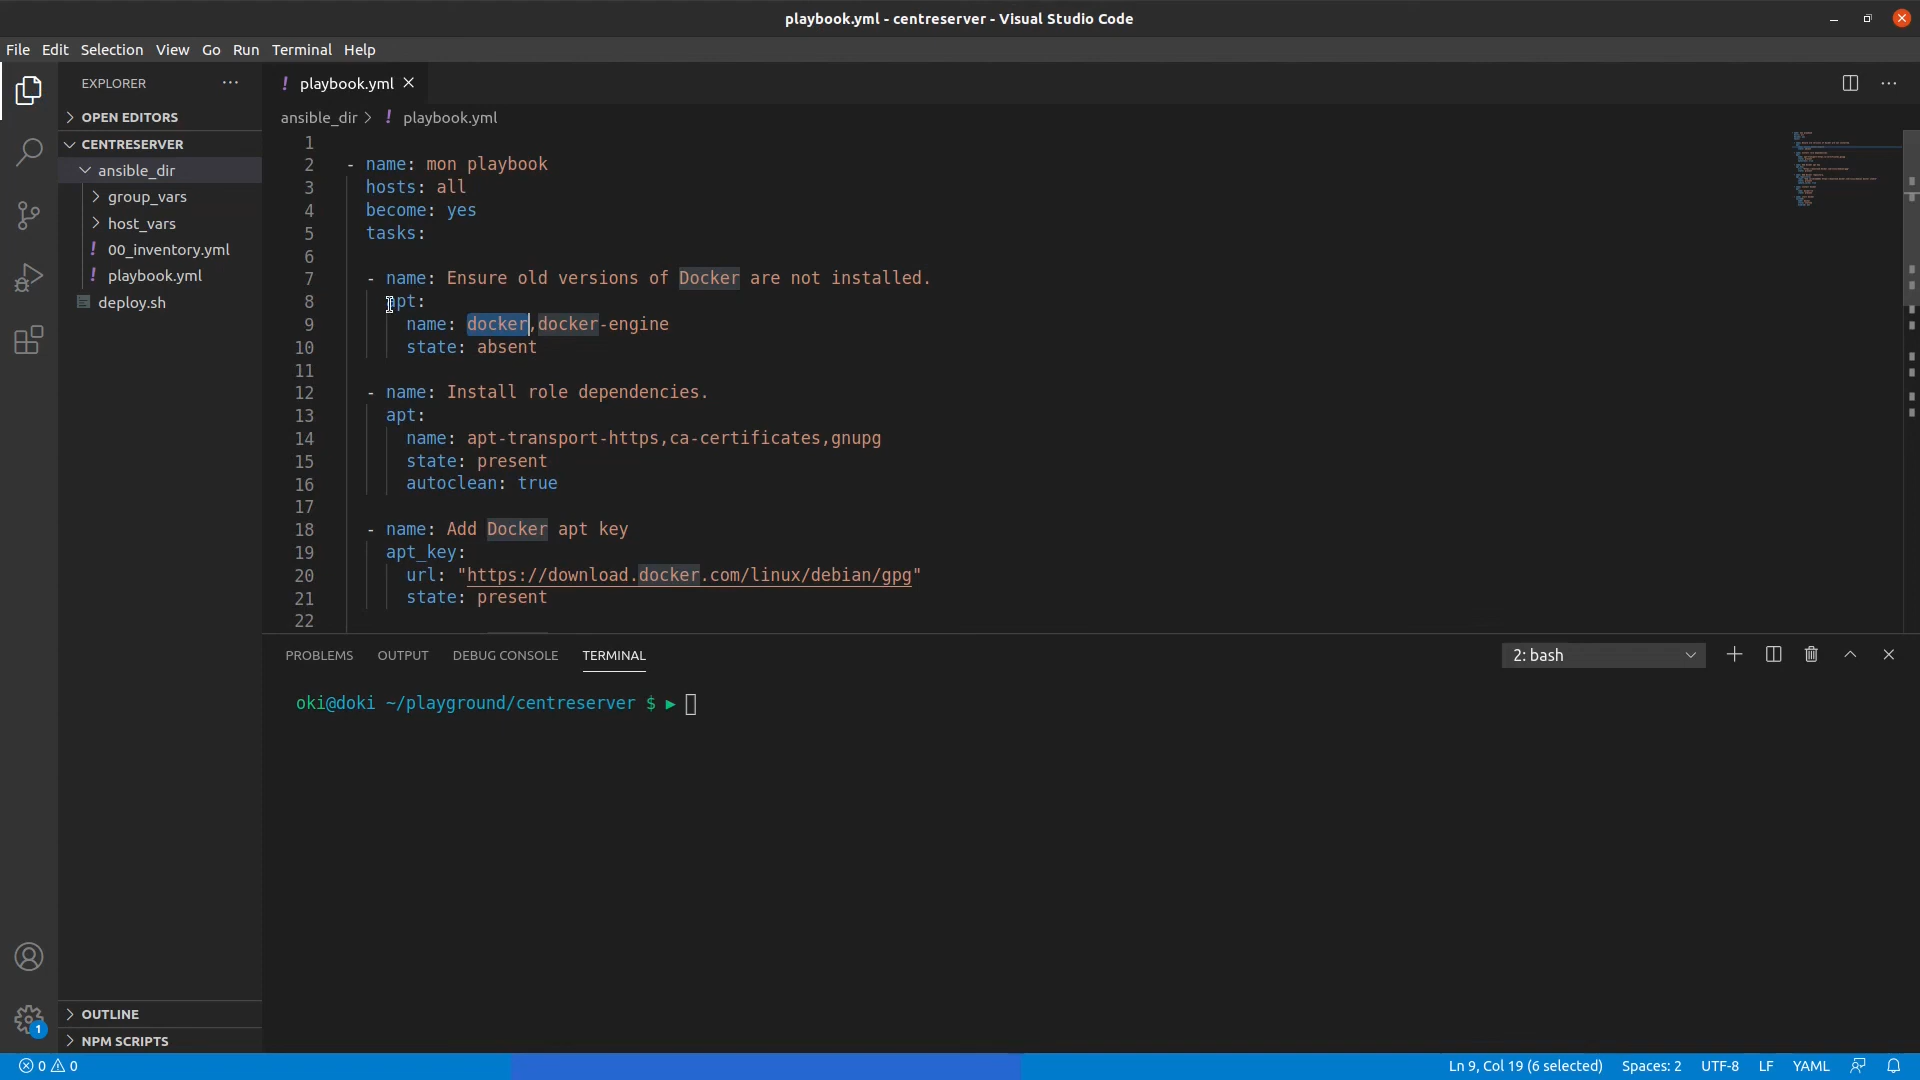 playbook.yml - centreserver - Visual Studio Code
File Edit Selection View Go Run Terminal Help
EXPLORER
OPEN EDITORS
CENTRESERVER
ansible_dir
group_vars
host_vars
! 00_inventory.yml
! playbook.yml
deploy.sh
OUTLINE
NPM SCRIPTS
1
! playbook.yml
ansible_dir > ! playbook.yml
1
2 - name: mon playbook
3 hosts: all
4 become: yes
5 tasks:
6
7 - name: Ensure old versions of Docker are not installed.
8 apt:
9 name: docker,docker-engine
10 state: absent
11
12 - name: Install role dependencies.
13 apt:
14 name: apt-transport-https,ca-certificates,gnupg
15 state: present
16 autoclean: true
17
18 - name: Add Docker apt key
19 apt_key:
20 url: "https://download.docker.com/linux/debian/gpg"
21 state: present
22
PROBLEMS OUTPUT DEBUG CONSOLE TERMINAL 2: bash
oki@doki ~/playground/centreserver $ ▶
0 0 Ln 9, Col 19 (6 selected) Spaces: 2 UTF-8 LF YAML